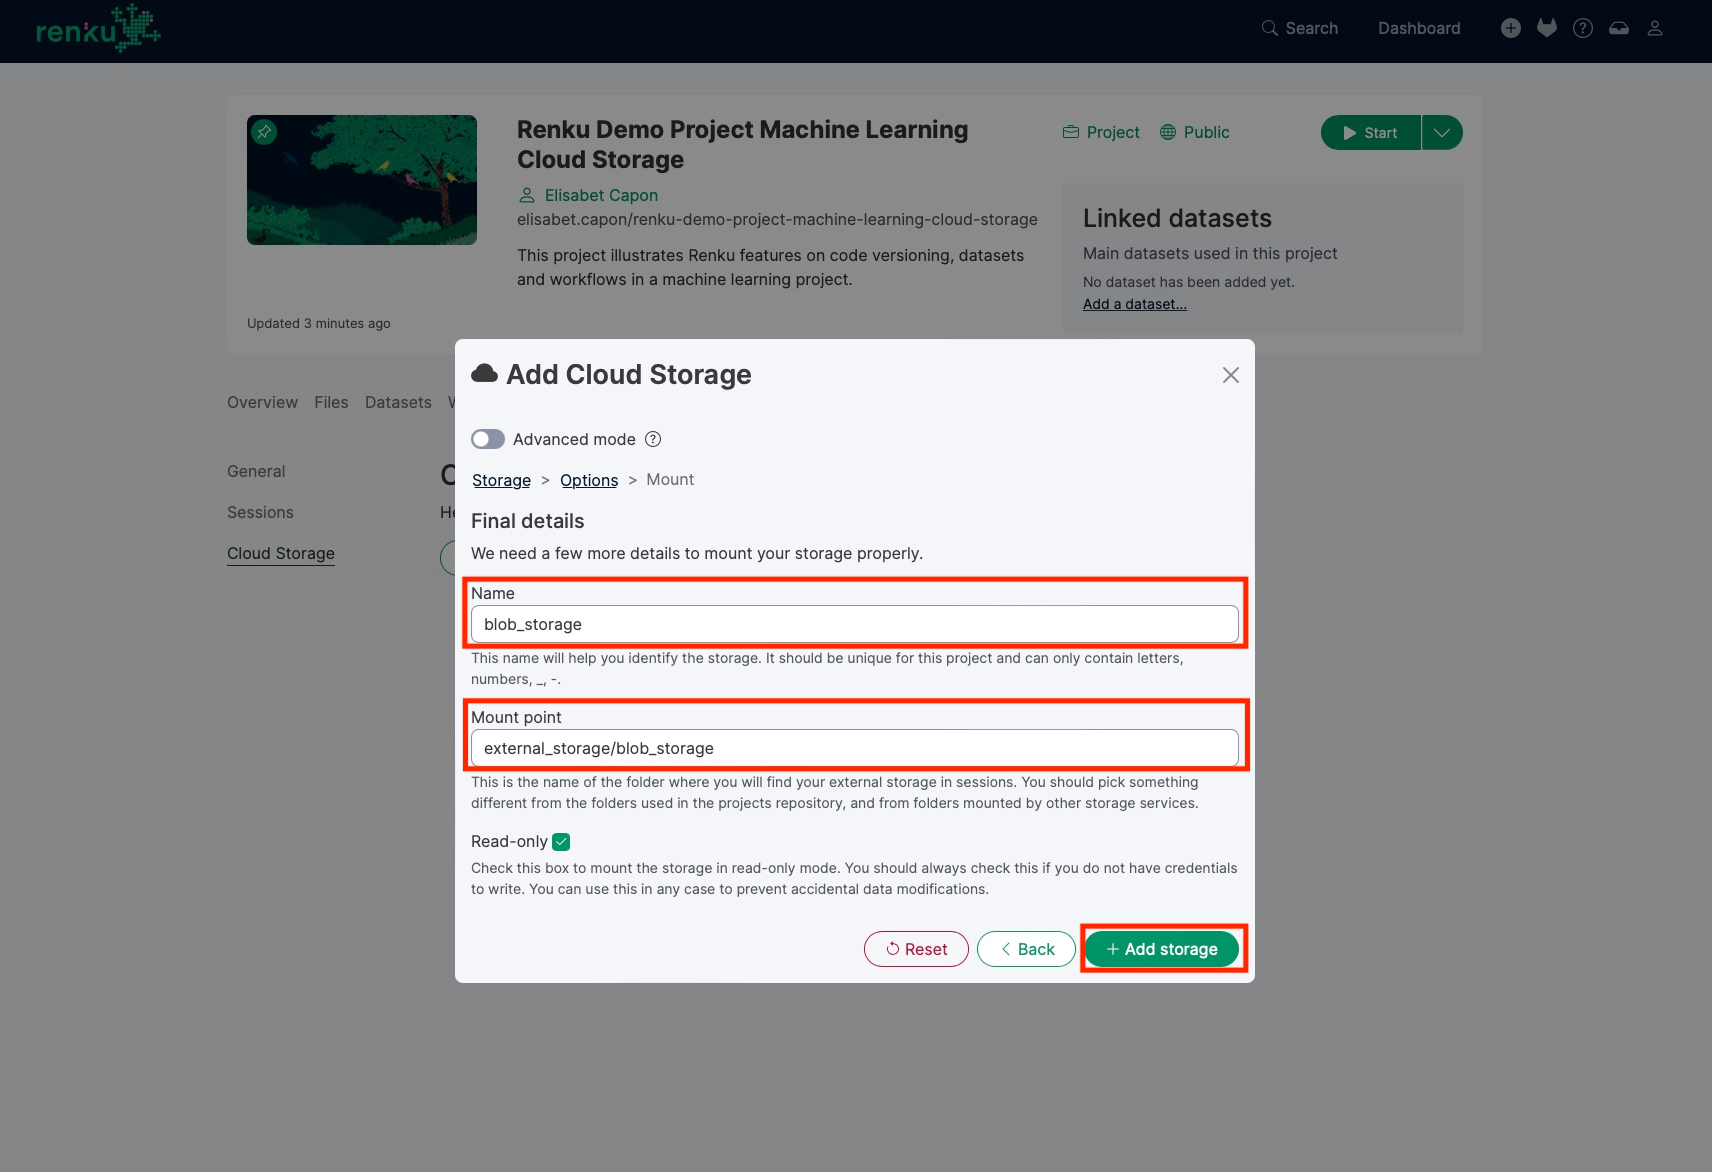 renku
Search
Dashboard
Renku Demo Project Machine Learning
Cloud Storage
Elisabet Capon
elisabet.capon/renku-demo-project-machine-learning-cloud-storage
This project illustrates Renku features on code versioning, datasets
and workflows in a machine learning project.
Updated 3 minutes ago
Project
Public
Start
Linked datasets
Main datasets used in this project
No dataset has been added yet.
Add a dataset...
Overview
Files
Datasets
General
Sessions
Cloud Storage
Add Cloud Storage
Advanced mode
Storage > Options > Mount
Final details
We need a few more details to mount your storage properly.
Name
blob_storage
This name will help you identify the storage. It should be unique for this project and can only contain letters,
numbers, _, -.
Mount point
external_storage/blob_storage
This is the name of the folder where you will find your external storage in sessions. You should pick something
different from the folders used in the projects repository, and from folders mounted by other storage services.
Read-only
Check this box to mount the storage in read-only mode. You should always check this if you do not have credentials
to write. You can use this in any case to prevent accidental data modifications.
Reset
Back
+ Add storage